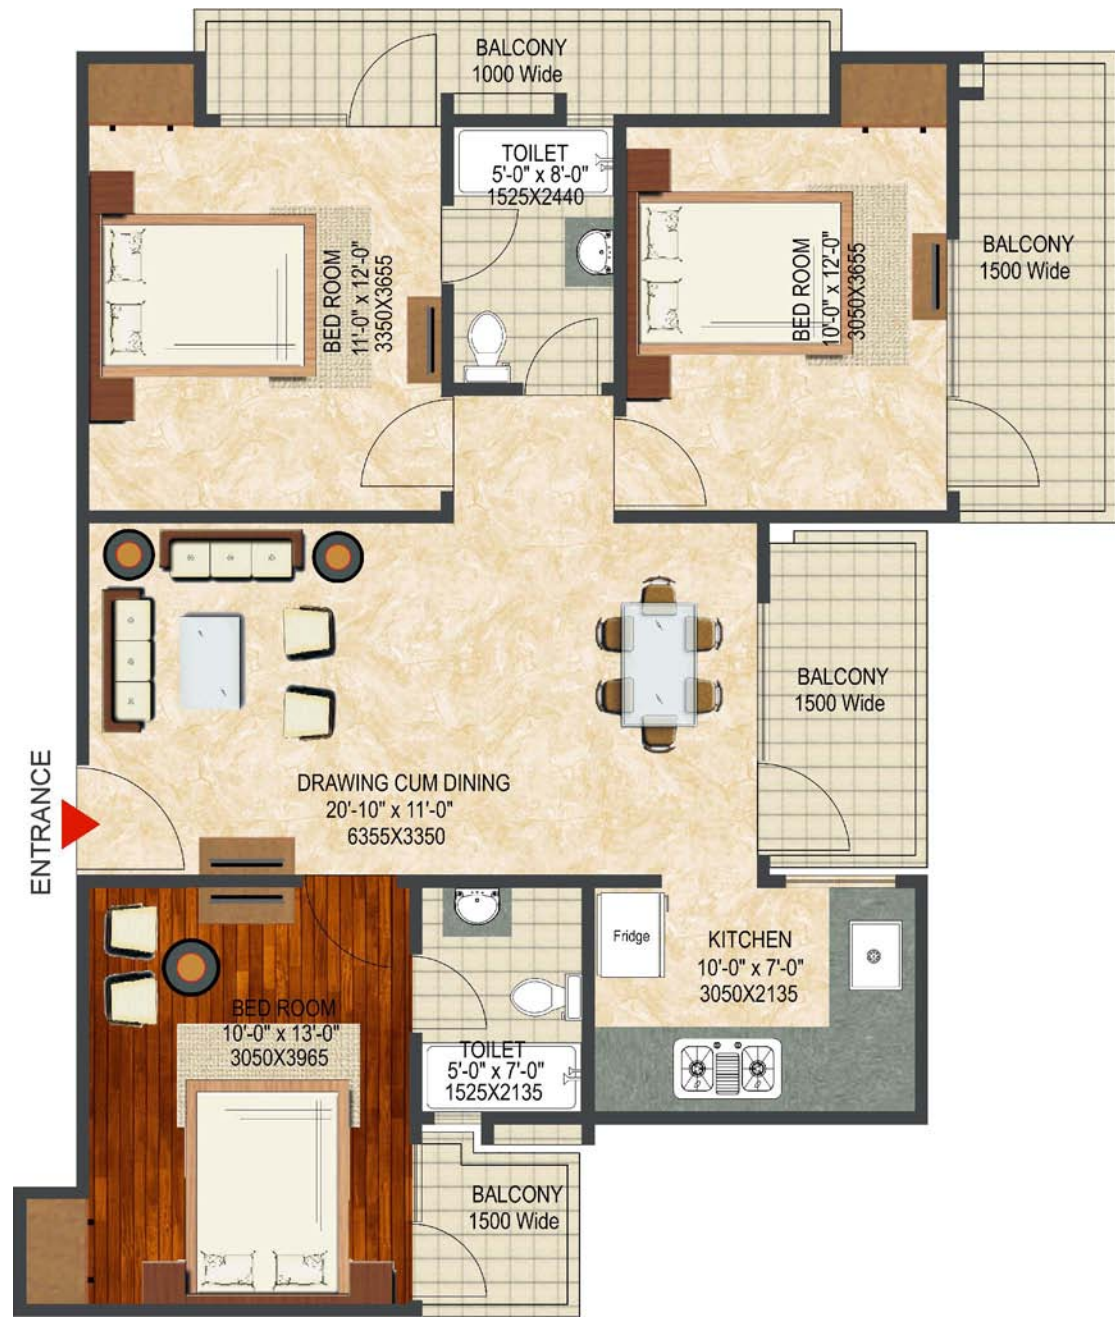 BALCONY
1000 Wide
TOILET
5'-0" x 8'-0"
1525X2440
BED ROOM
11'-0" x 12'-0"
3350X3655
BED ROOM
10'-0" x 12'-0"
3050X3655
BALCONY
1500 Wide
BALCONY
1500 Wide
ENTRANCE
DRAWING CUM DINING
20'-10" x 11'-0"
6355X3350
Fridge
KITCHEN
10'-0" x 7'-0"
3050X2135
BED ROOM
10'-0" x 13'-0"
3050X3965
TOILET
5'-0" x 7'-0"
1525X2135
BALCONY
1500 Wide